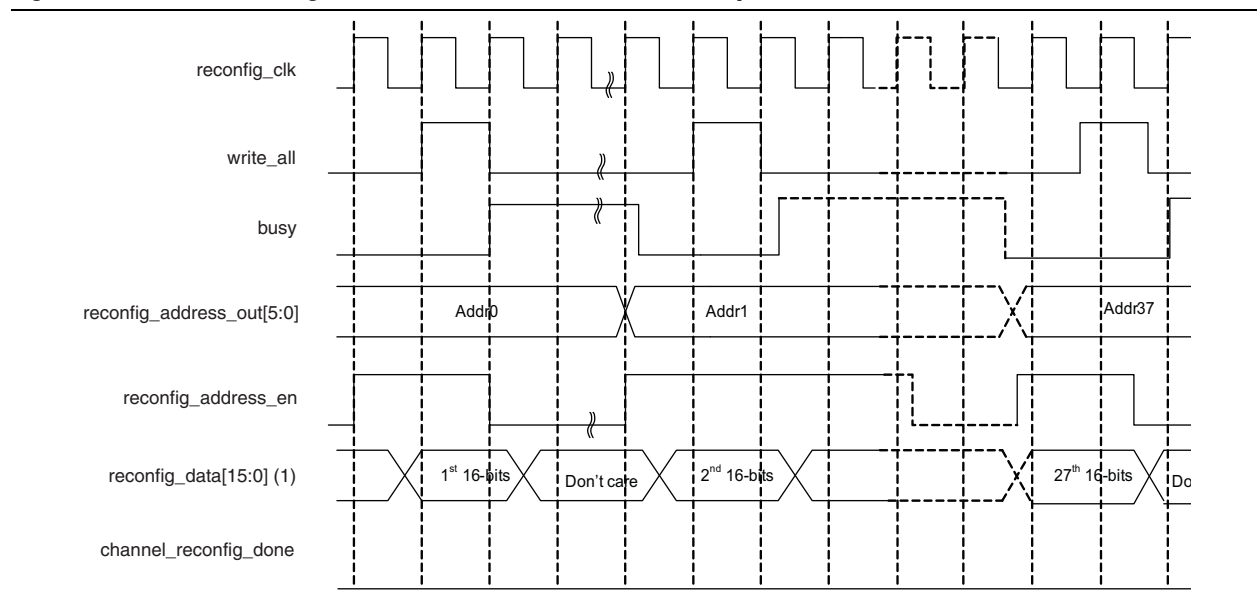 reconfig_clk
write_all
busy
reconfig_address_out[5:0] Addr0 Addr1 Addr37
reconfig_address_en
reconfig_data[15:0] (1) 1st 16-bits Don't care 2nd 16-bits 27th 16-bits Do
channel_reconfig_done